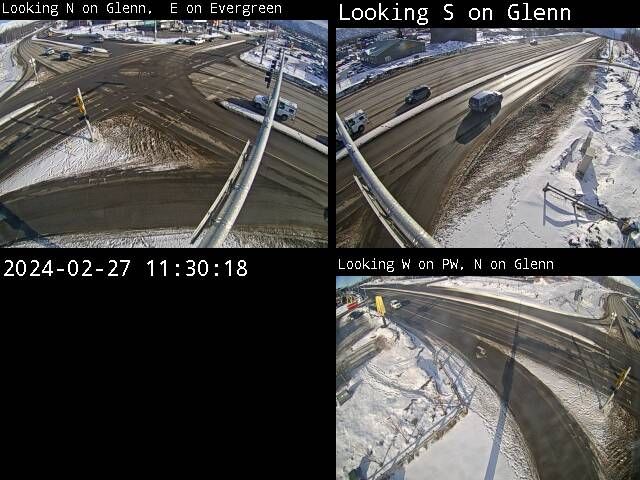 Looking N on Glenn,  E on Evergreen
Looking S on Glenn
2024-02-27 11:30:18
Looking W on PW, N on Glenn